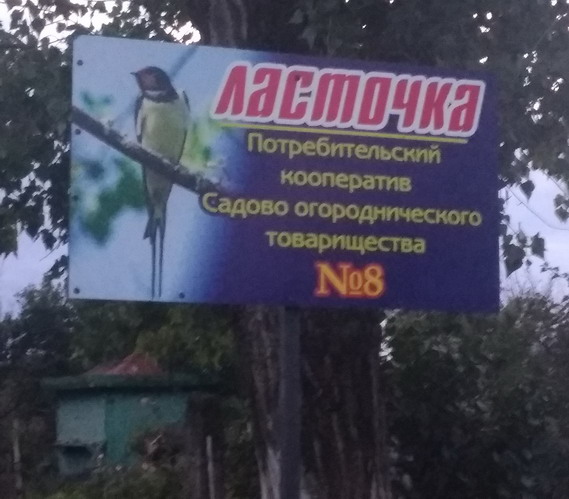 ЛАСТОЧКА
Потребительский
кооператив
Садово огороднического
товарищества
№8